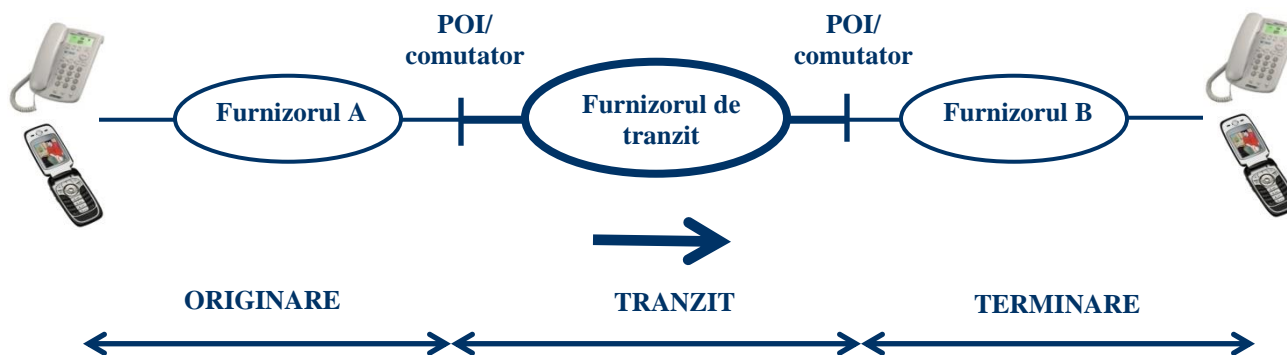 POI/
comutator
POI/
comutator
Furnizorul A
Furnizorul de
tranzit
Furnizorul B
ORIGINARE
TRANZIT
TERMINARE